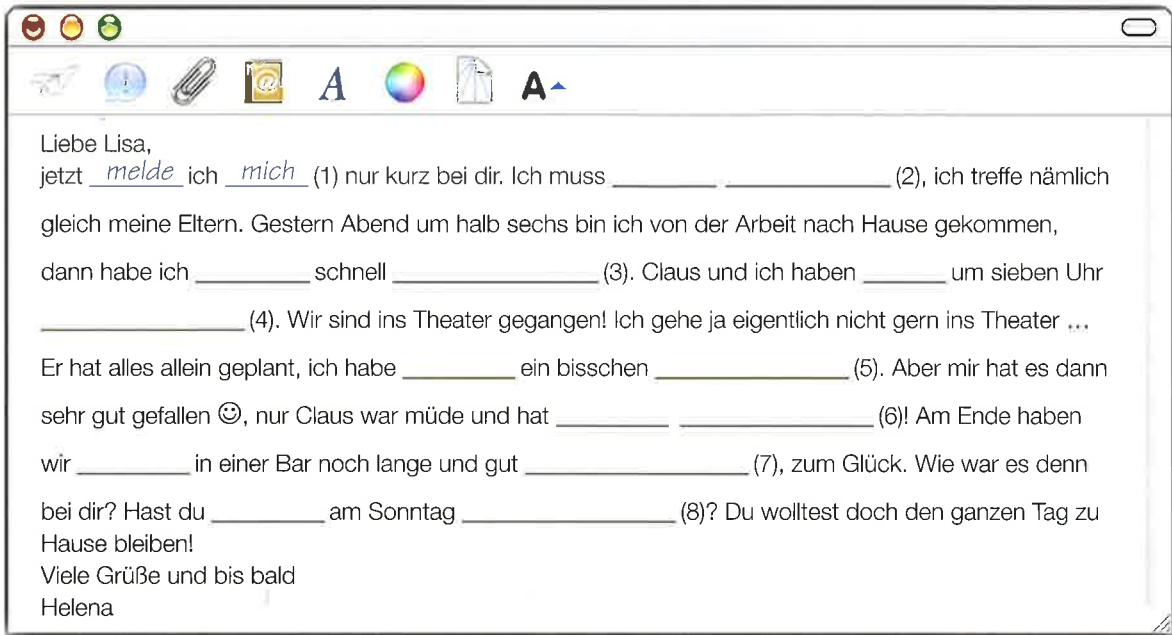 Liebe Lisa,
jetzt melde ich mich (1) nur kurz bei dir. Ich muss ________ ____________ (2), ich treffe nämlich
gleich meine Eltern. Gestern Abend um halb sechs bin ich von der Arbeit nach Hause gekommen,
dann habe ich ________ schnell ______________ (3). Claus und ich haben ______ um sieben Uhr
______________ (4). Wir sind ins Theater gegangen! Ich gehe ja eigentlich nicht gern ins Theater ...
Er hat alles allein geplant, ich habe ________ ein bisschen ______________ (5). Aber mir hat es dann
sehr gut gefallen ☺, nur Claus war müde und hat ________ ______________ (6)! Am Ende haben
wir ________ in einer Bar noch lange und gut ________________ (7), zum Glück. Wie war es denn
bei dir? Hast du ________ am Sonntag ________________ (8)? Du wolltest doch den ganzen Tag zu
Hause bleiben!
Viele Grüße und bis bald
Helena